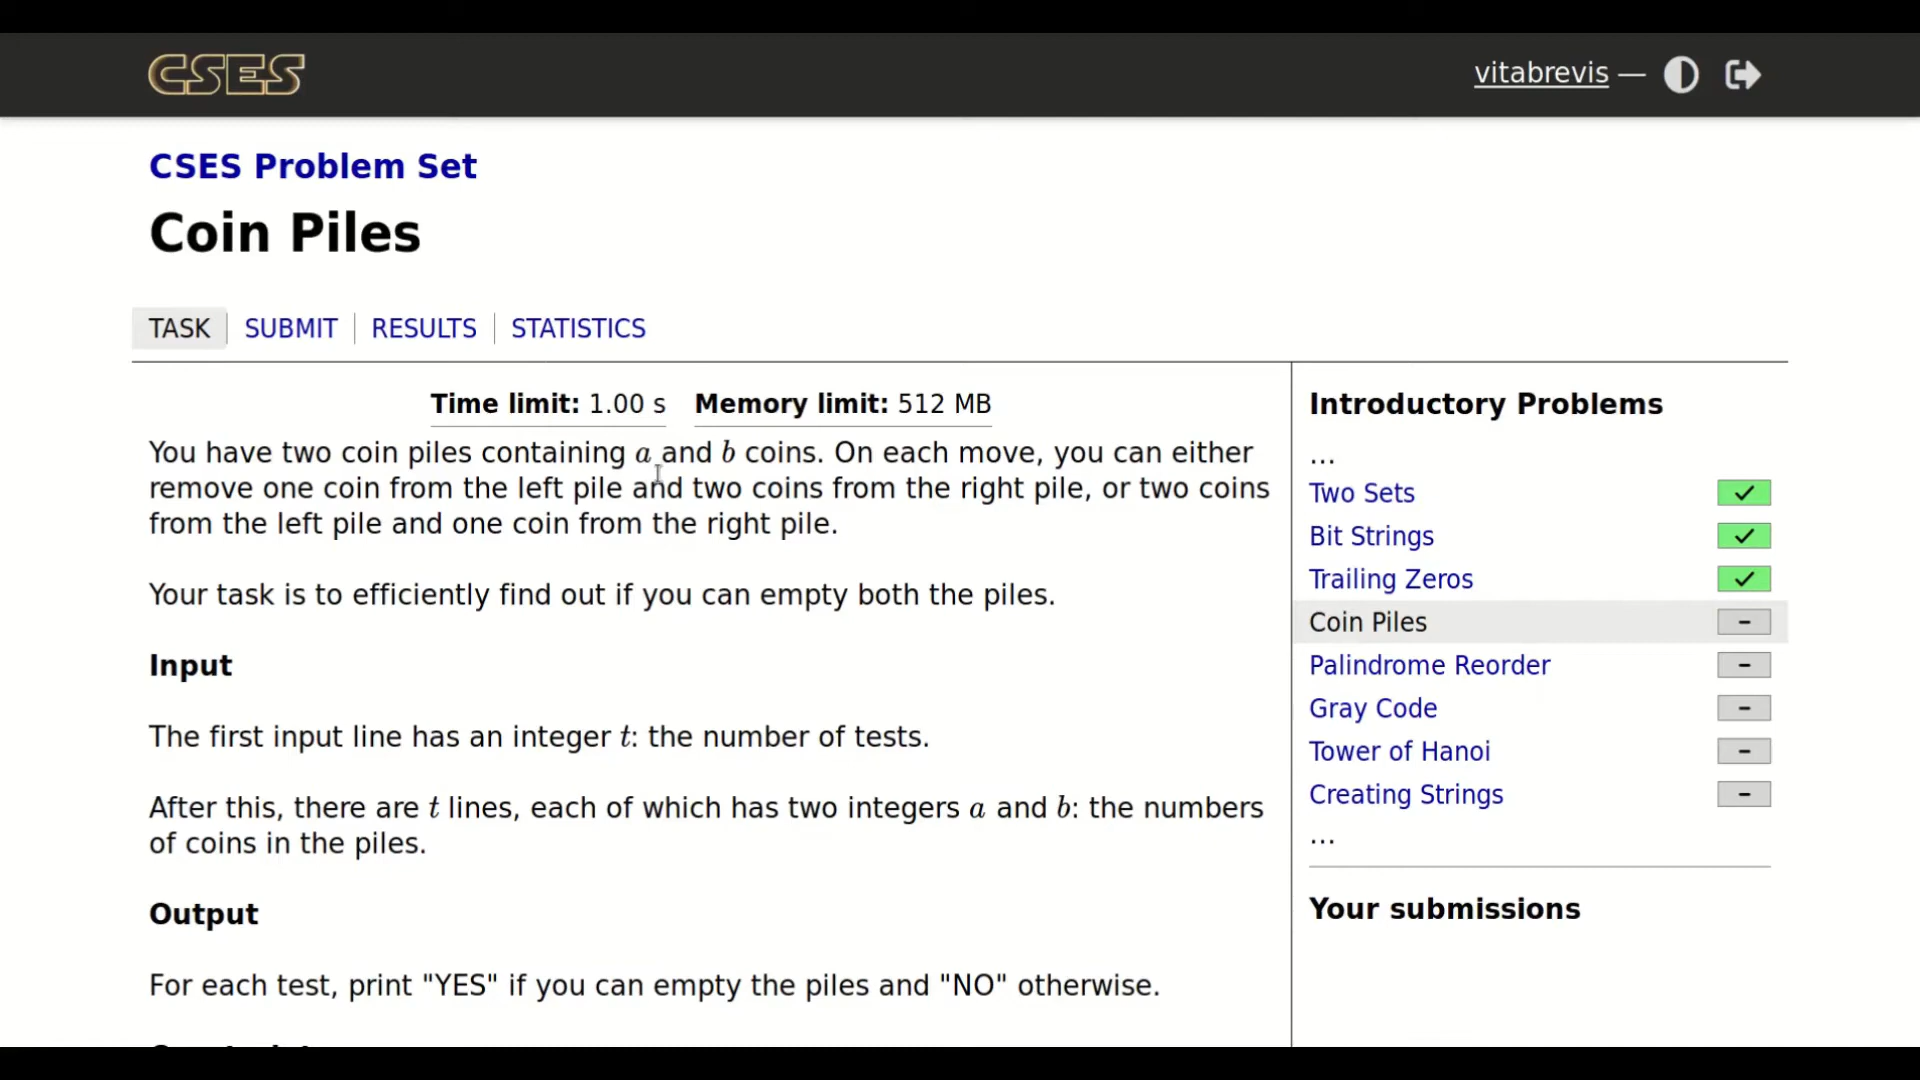 CSES
vitabrevis —
CSES Problem Set
Coin Piles
TASK
SUBMIT
RESULTS
STATISTICS
Time limit: 1.00 s
Memory limit: 512 MB
You have two coin piles containing a and b coins. On each move, you can either
remove one coin from the left pile and two coins from the right pile, or two coins
from the left pile and one coin from the right pile.
Your task is to efficiently find out if you can empty both the piles.
Input
The first input line has an integer t: the number of tests.
After this, there are t lines, each of which has two integers a and b: the numbers
of coins in the piles.
Output
For each test, print "YES" if you can empty the piles and "NO" otherwise.
Introductory Problems
...
Two Sets
Bit Strings
Trailing Zeros
Coin Piles –
Palindrome Reorder –
Gray Code –
Tower of Hanoi –
Creating Strings –
...
Your submissions